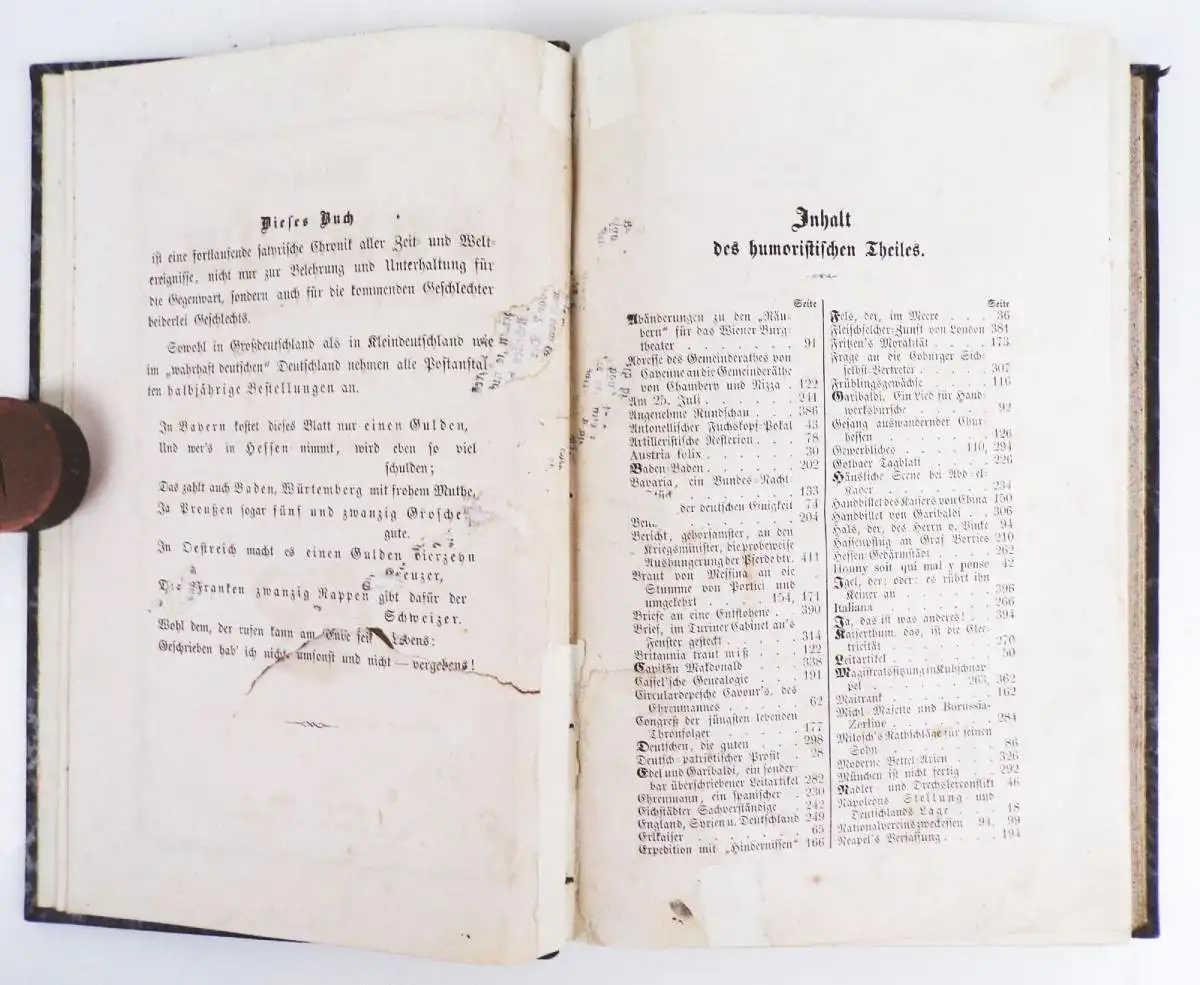 Dieses Buch
ist eine fortlaufende satyrische Chronik aller Zeit- und Welt-
ereignisse, nicht nur zur Belehrung und Unterhaltung für
die Gegenwart, sondern auch für die kommenden Geschlechter
beiderlei Geschlechts.
Sowohl in Großdeutschland als in Kleindeutschland wie
im „wahrhaft deutschen“ Deutschland nehmen alle Postanstal-
ten halbjährige Bestellungen an.
In Bayern kostet dieses Blatt nur einen Gulden,
Und wer's in Hessen nimmt, wird eben so viel
schulden;
Das zahlt auch Baden, Würtemberg mit frohem Muthe,
Ja Preußen sogar fünf und zwanzig Grosche
gute.
In Oestreich macht es einen Gulden vierzehn
Kreuzer,
Franken zwanzig Rappen gibt dafür der
Schweizer.
Wohl dem, der rufen kann am Ende Lebens:
Geschrieben hab' ich nicht umsonst und nicht — vergebens!
Inhalt
des humoristischen Theiles.
Seite
Abänderungen zu den „Räu-
bern“ für das Wiener Burg-
theater . . . . . . . 91
Adresse des Gemeinderathes von
Cayenne an die Gemeinderäthe
von Chambery und Nizza . 122
Am 25. Juli . . . . . . 241
Angenehme Rundschau . . . 386
Antonellischer Fuchskopf-Pokal 43
Artilleristische Resterien . . 78
Austria felix . . . . . . 30
Baden-Baden . . . . . . 202
Bavaria, ein Bundes-Nacht-
133
der deutschen Einigkeit 74
204
Bericht, gehorsamster, an den
Kriegsminister, die probeweise
Aushungerung der Pferde btr. 411
Braut von Messina an die
Stumme von Portici und
umgekehrt . . . . 154, 171
Briefe an eine Entflohene . . 390
Brief, im Turiner Cabinet an's
Fenster gesteckt . . . . 314
Britannia traut miß . . . 122
Capitän Makdonald . . . . 338
Cassel'sche Genealogie . . . 191
Circulardepesche Cavour's, des
Ehrenmannes . . . . . 62
Congreß der jüngsten lebenden
Thronfolger . . . . . 177
Deutschen, die guten . . . 298
Deutsch-patriotischer Profit . 28
Edel und Garibaldi, ein sonder
bar überschriebener Leitartikel 282
Ehrenmann, ein spanischer . 230
Eichstädter Sachverständige . 242
England, Syrien u. Deutschland 249
Erlkaiser . . . . . . . 65
Expedition mit „Hindernissen“ 166
Seite
Fels, der, im Meere . . . 36
Fleischselcher-Zunft von London 381
Fritzen's Moralität . . . . 173
Frage an die Coburger Sich-
selbst-Vertreter . . . . 307
Frühlingsgewächse . . . . 116
Garibaldi. Ein Lied für Hand-
werksbursche . . . . . 92
Gesang auswandernder Chur-
hessen . . . . . . . 126
Gewerbliches . . . . 110, 294
Gothaer Tagblatt . . . . 226
Häusliche Scene bei Abd-el-
Kader . . . . . . . 234
Handbillet des Kaisers von China 150
Handbillet von Garibaldi . . 306
Hals, der, des Herrn v. Vinke 94
Hassenpflug an Graf Borries 210
Hessen-Gedärmstädt . . . 262
Honny soit qui mal y pense 42
Igel, der: oder: es rührt ihn
Keiner an . . . . . . 396
Italiana . . . . . . . 266
Ja, das ist was anderes! . . 394
Kaiserthum, das, ist die Elec-
tricität . . . . . . . 270
Leitartikel . . . . . . . 50
Magistratssitzung in Kuhschnap-
pel . . . . . . 263, 362
Maitrank . . . . . . . 162
Michl-Masetto und Borussia-
Zerline . . . . . . . 284
Milosch's Rathschläge für seinen
Sohn . . . . . . . 86
Moderne Bettel-Arien . . . 326
München ist nicht fertig . . 292
Nadler- und Drechslerconflikt 46
Napoleons Stellung und
Deutschlands Lage . . . 18
Nationalvereinszweckessen 94, 99
Neapel's Verfassung . . . 194